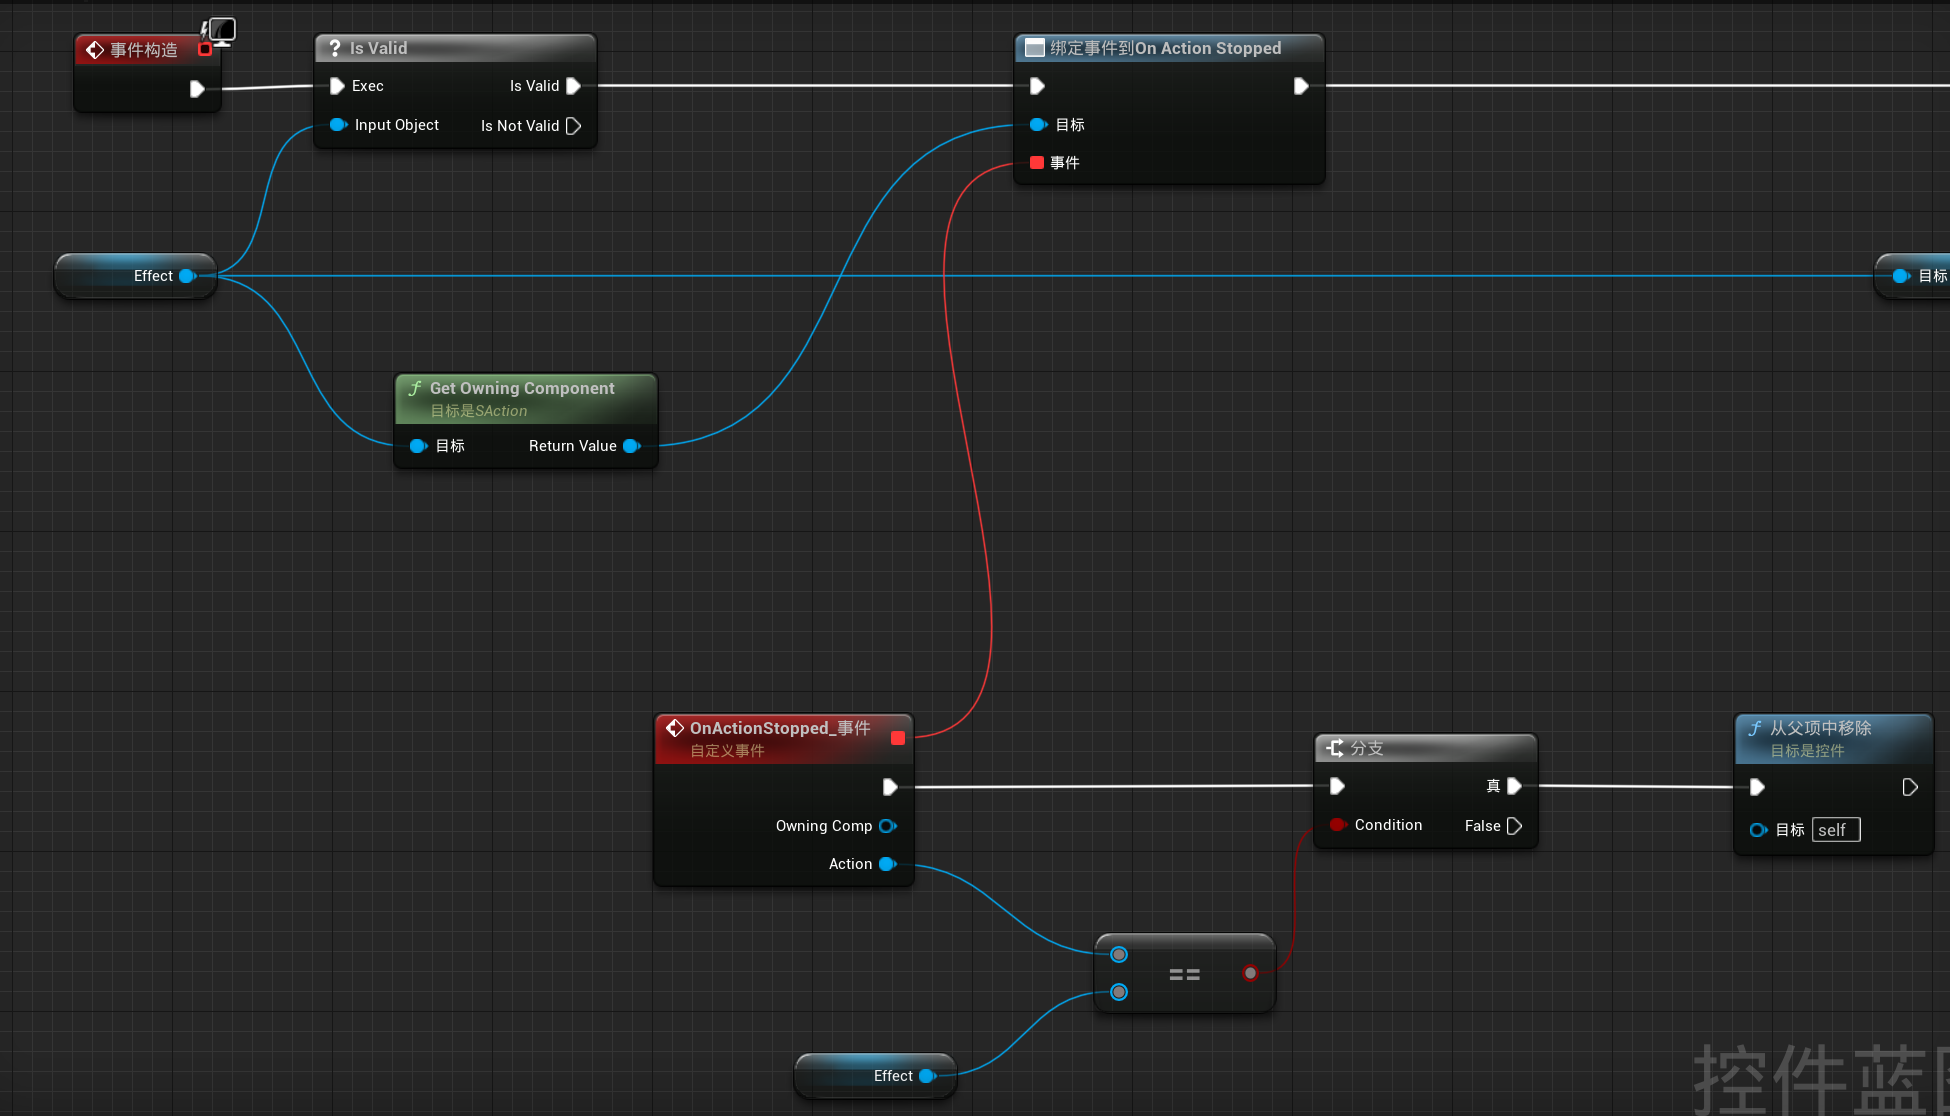 事件构造
Is Valid
Exec
Is Valid
Input Object
Is Not Valid
绑定事件到On Action Stopped
目标
事件
Effect
目标
Get Owning Component
目标是SAction
目标
Return Value
OnActionStopped_事件
自定义事件
Owning Comp
Action
分支
真
Condition
False
从父项中移除
目标是控件
目标
self
==
Effect
控件蓝